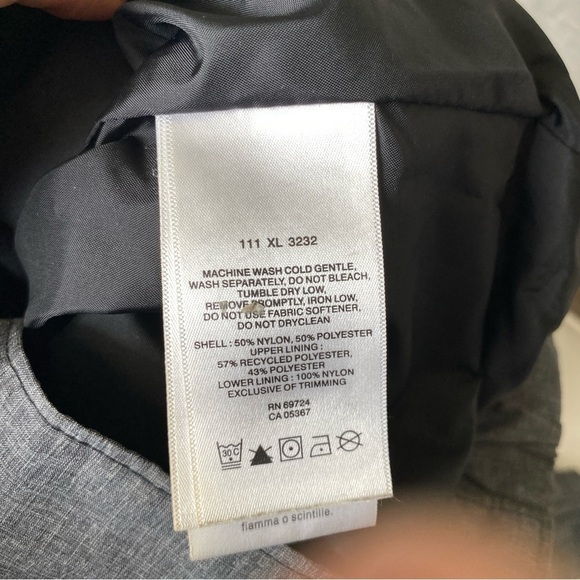 111 XL 3232
MACHINE WASH COLD GENTLE,
WASH SEPARATELY, DO NOT BLEACH,
TUMBLE DRY LOW,
REMOVE PROMPTLY, IRON LOW,
DO NOT USE FABRIC SOFTENER,
DO NOT DRYCLEAN
SHELL : 50% NYLON, 50% POLYESTER
UPPER LINING :
57% RECYCLED POLYESTER,
43% POLYESTER
LOWER LINING : 100% NYLON
EXCLUSIVE OF TRIMMING
RN 69724
CA 05367
30C
fiamma o scintille.